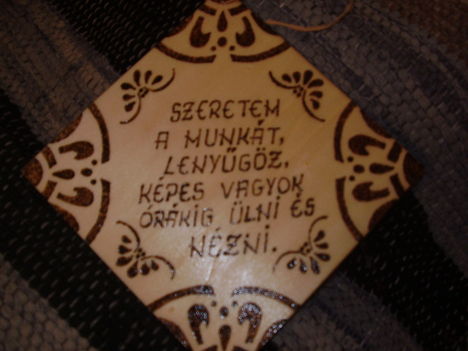 SZERETEM
A MUNKÁT,
LENYŰGÖZ,
KÉPES VAGYOK
ÓRÁKIG ÜLNI ÉS
NÉZNI.